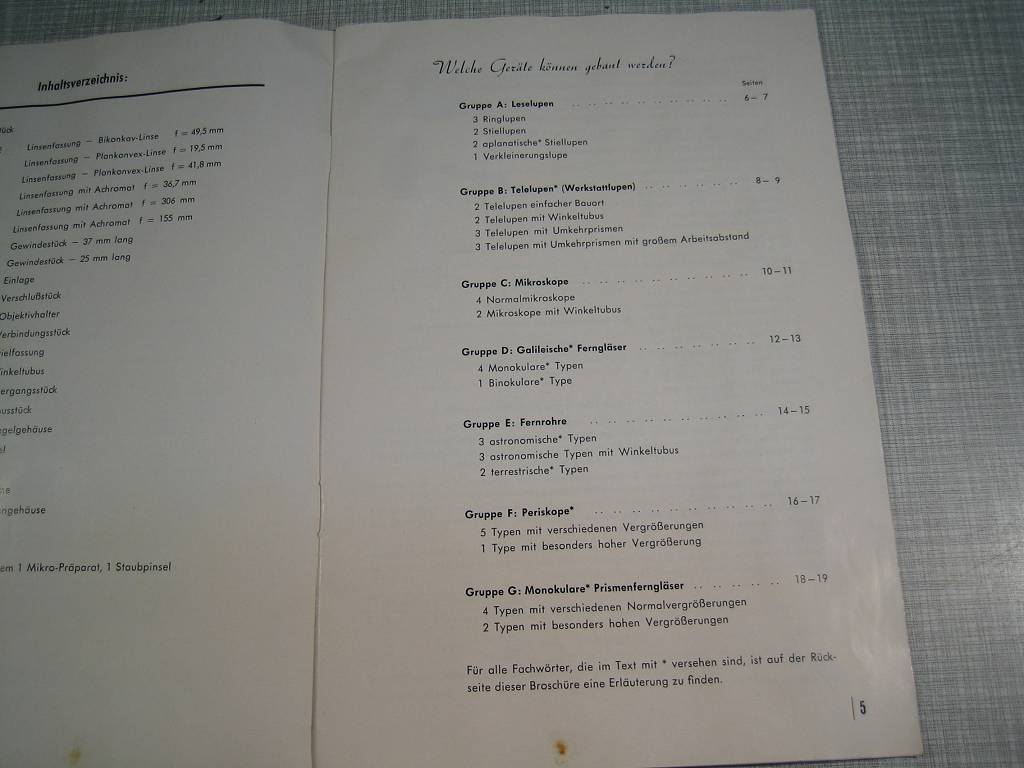 Inhaltsverzeichnis:
Linsenfassung – Bikonkav-Linse f = 49,5 mm
Linsenfassung – Plankonvex-Linse f = 19,5 mm
Linsenfassung – Plankonvex-Linse f = 41,8 mm
Linsenfassung mit Achromat f = 36,7 mm
Linsenfassung mit Achromat f = 306 mm
Linsenfassung mit Achromat f = 155 mm
Gewindestück – 37 mm lang
Gewindestück – 25 mm lang
Einlage
Verschlußstück
Objektivhalter
erbindungsstück
ielfassung
inkeltubus
ergangsstück
usstück
gelgehäuse
ngehäuse
em 1 Mikro-Präparat, 1 Staubpinsel
Welche Geräte können gebaut werden?
Seiten
Gruppe A: Leselupen .. .. .. .. .. .. .. .. .. .. 6– 7
3 Ringlupen
2 Stiellupen
2 aplanatische* Stiellupen
1 Verkleinerungslupe
Gruppe B: Telelupen* (Werkstattlupen) .. .. .. .. .. .. 8– 9
2 Telelupen einfacher Bauart
2 Telelupen mit Winkeltubus
3 Telelupen mit Umkehrprismen
3 Telelupen mit Umkehrprismen mit großem Arbeitsabstand
Gruppe C: Mikroskope .. .. .. .. .. .. .. .. .. 10–11
4 Normalmikroskope
2 Mikroskope mit Winkeltubus
Gruppe D: Galileische* Ferngläser .. .. .. .. .. .. .. 12–13
4 Monokulare* Typen
1 Binokulare* Type
Gruppe E: Fernrohre .. .. .. .. .. .. .. .. .. .. 14–15
3 astronomische* Typen
3 astronomische Typen mit Winkeltubus
2 terrestrische* Typen
Gruppe F: Periskope* .. .. .. .. .. .. .. .. .. .. 16–17
5 Typen mit verschiedenen Vergrößerungen
1 Type mit besonders hoher Vergrößerung
Gruppe G: Monokulare* Prismenferngläser .. .. .. .. .. 18–19
4 Typen mit verschiedenen Normalvergrößerungen
2 Typen mit besonders hohen Vergrößerungen
Für alle Fachwörter, die im Text mit * versehen sind, ist auf der Rück-
seite dieser Broschüre eine Erläuterung zu finden.
5